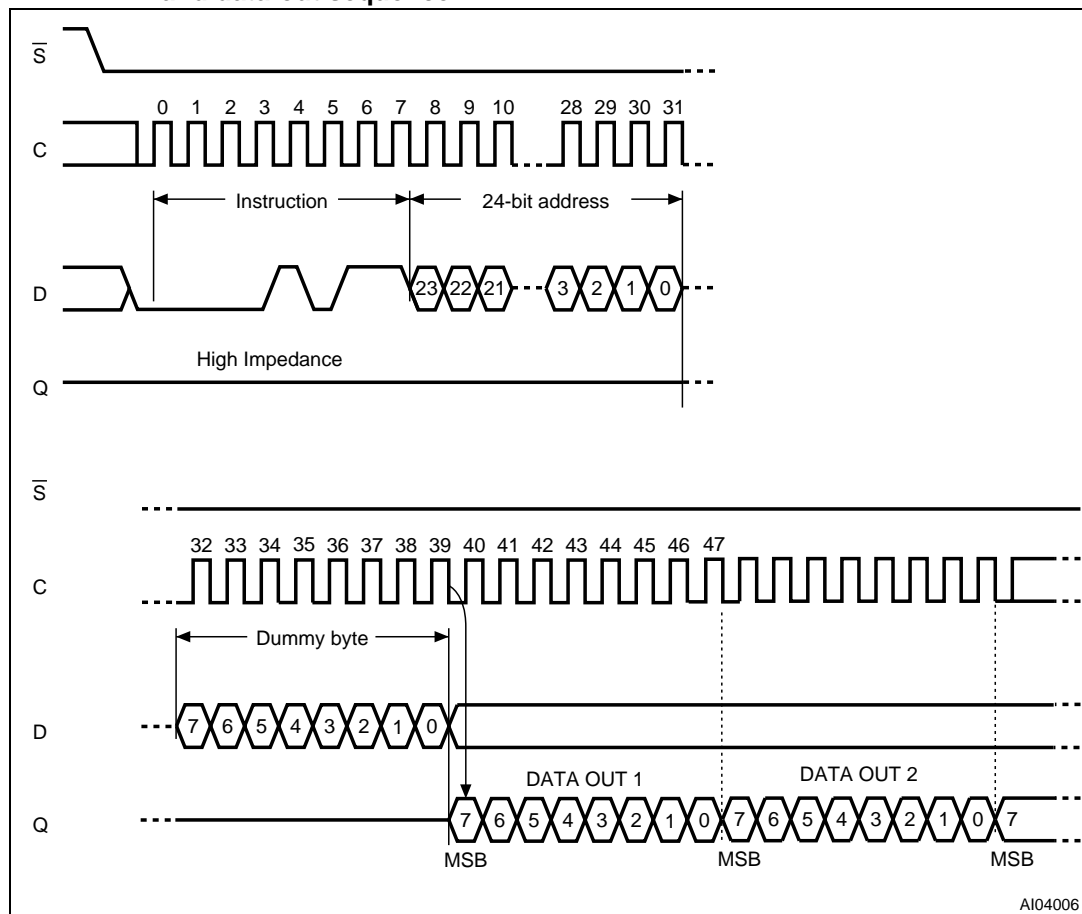 S
0 1 2 3 4 5 6 7 8 9 10 28 29 30 31
C
Instruction 24-bit address
D 23 22 21 3 2 1 0
High Impedance
Q
S
32 33 34 35 36 37 38 39 40 41 42 43 44 45 46 47
C
Dummy byte
D 7 6 5 4 3 2 1 0
DATA OUT 1 DATA OUT 2
Q 7 6 5 4 3 2 1 0 7 6 5 4 3 2 1 0 7
MSB MSB MSB
AI04006